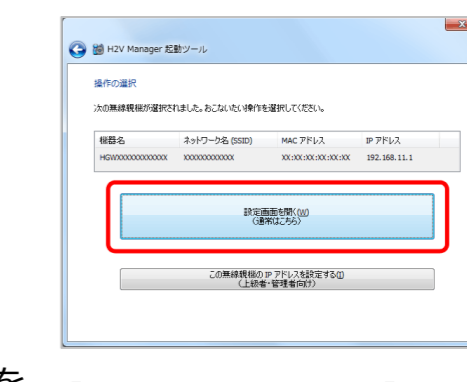 H2V Manager 起動ツール
操作の選択
次の無線親機が選択されました。おこないたい操作を選択してください。
機器名 ネットワーク名 (SSID) MAC アドレス IP アドレス
HGWXXXXXXXXXXXX XXXXXXXXXXXX XX:XX:XX:XX:XX:XX 192.168.11.1
設定画面を開く(W)
(通常はこちら)
この無線親機の IP アドレスを設定する(I)
(上級者・管理者向け)
を